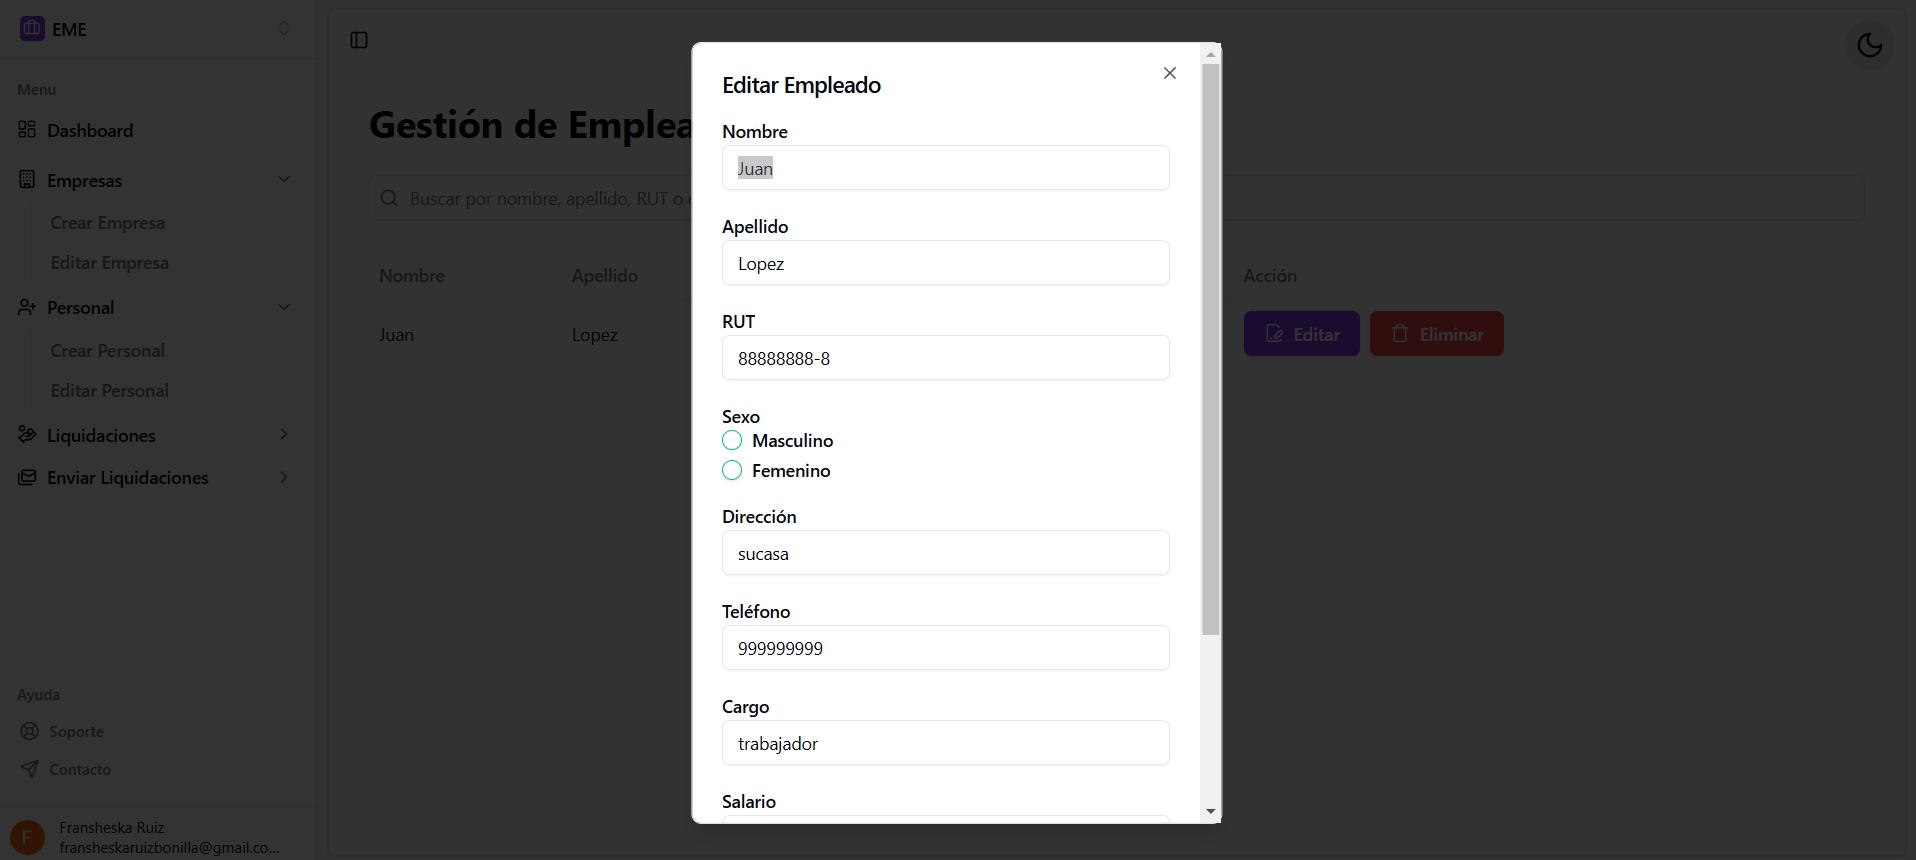 EME
Menu
Dashboard
Empresas
Crear Empresa
Editar Empresa
Personal
Crear Personal
Editar Personal
Liquidaciones
Enviar Liquidaciones
Ayuda
Soporte
Contacto
F
Fransheska Ruiz
fransheskaruizbonilla@gmail.co...
Gestión de Emplea
Buscar por nombre, apellido, RUT o
Nombre Apellido Acción
Juan Lopez Editar Eliminar
Editar Empleado
Nombre
Juan
Apellido
Lopez
RUT
88888888-8
Sexo
Masculino
Femenino
Dirección
sucasa
Teléfono
999999999
Cargo
trabajador
Salario